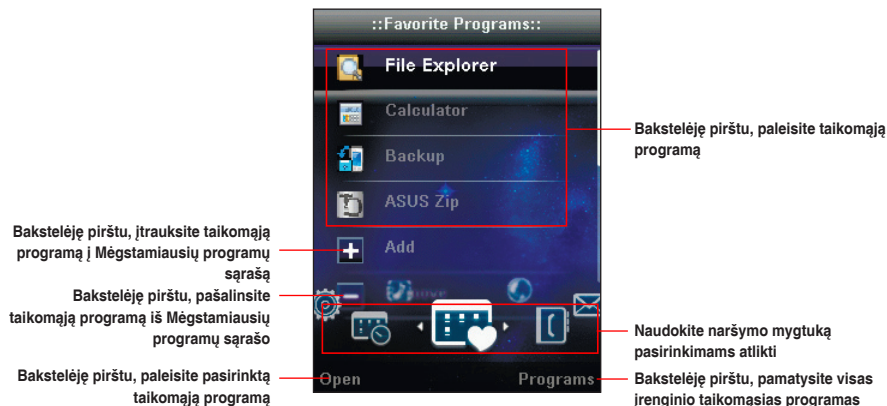 ::Favorite Programs::
File Explorer
Calculator
Backup
ASUS Zip
Add
Open
Programs
Bakstelėję pirštu, paleisite taikomąją
programą
Bakstelėję pirštu, įtrauksite taikomąją
programą į Mėgstamiausių programų
sąrašą
Bakstelėję pirštu, pašalinsite
taikomąją programą iš Mėgstamiausių
programų sąrašo
Naudokite naršymo mygtuką
pasirinkimams atlikti
Bakstelėję pirštu, paleisite pasirinktą
taikomąją programą
Bakstelėję pirštu, pamatysite visas
įrenginio taikomąsias programas